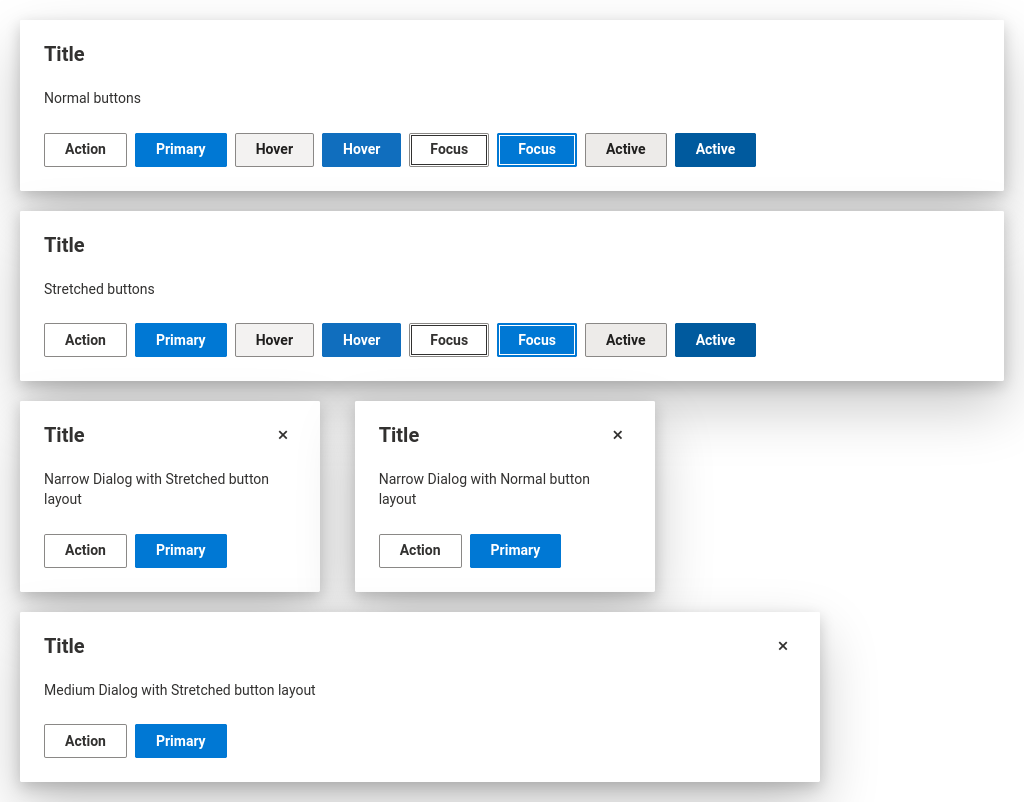 Title
Normal buttons
Action Primary Hover Hover Focus Focus Active Active
Title
Stretched buttons
Action Primary Hover Hover Focus Focus Active Active
Title ×
Narrow Dialog with Stretched button
layout
Action Primary
Title ×
Narrow Dialog with Normal button
layout
Action Primary
Title ×
Medium Dialog with Stretched button layout
Action Primary